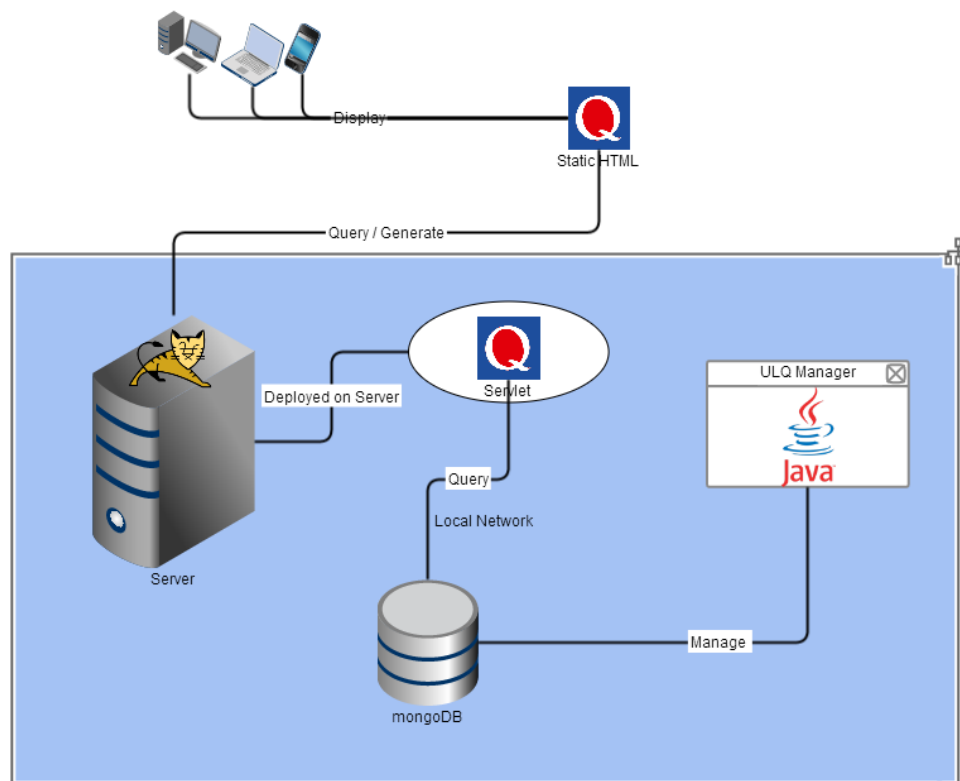 Display
Static HTML
Query / Generate
Q
Servlet
Deployed on Server
ULQ Manager
Java
Query
Local Network
Server
Manage
mongoDB